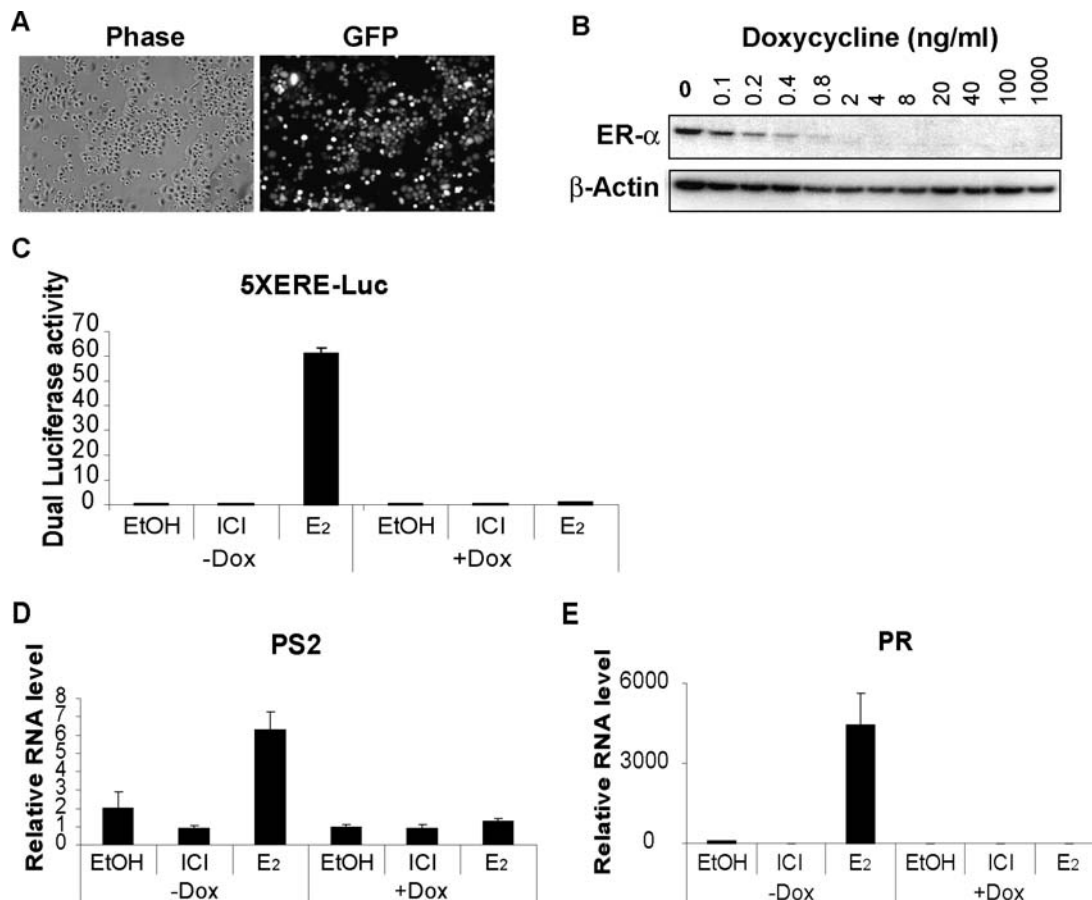 A
Phase
GFP
B
Doxycycline (ng/ml)
0 0.1 0.2 0.4 0.8 2 4 8 20 40 100 1000
ER-α
β-Actin
C
5XERE-Luc
Dual Luciferase activity
70
60
50
40
30
20
10
0
EtOH ICI E₂ EtOH ICI E₂
-Dox +Dox
D
PS2
Relative RNA level
8
7
6
5
4
3
2
1
0
EtOH ICI E₂ EtOH ICI E₂
-Dox +Dox
E
PR
Relative RNA level
6000
3000
0
EtOH ICI E₂ EtOH ICI E₂
-Dox +Dox